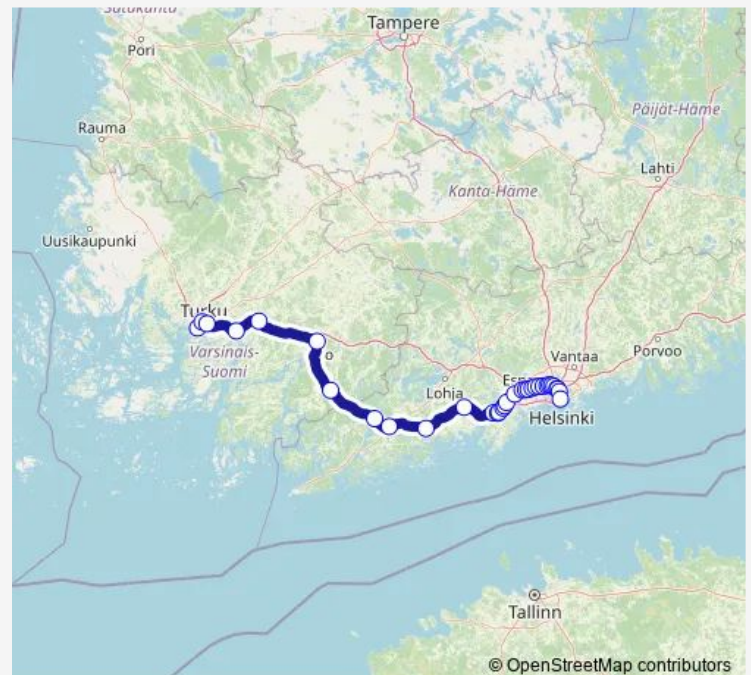 Satakunta
Tampere
Pori
Päijät-Häme
Rauma
Lahti
Kanta-Häme
Uusikaupunki
Turku
Vantaa
Porvoo
Varsinais-
Suomi
Lohja
Helsinki
Tallinn
© OpenStreetMap contributors